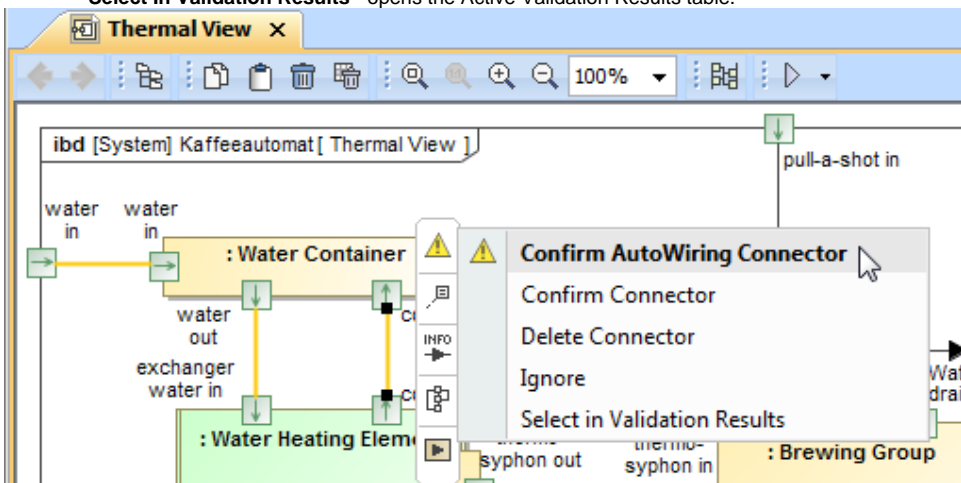 Select in Validation Results - opens the Active Validation Results table.
Thermal View X
100%
ibd [System] Kaffeeautomat [ Thermal View ]
pull-a-shot in
water water
in in
: Water Container
Confirm AutoWiring Connector
Confirm Connector
water
out
INFO
Delete Connector
exchanger
water in
Ignore
Select in Validation Results
: Water Heating Elem
syphon out
thermo-
syphon in
: Brewing Group